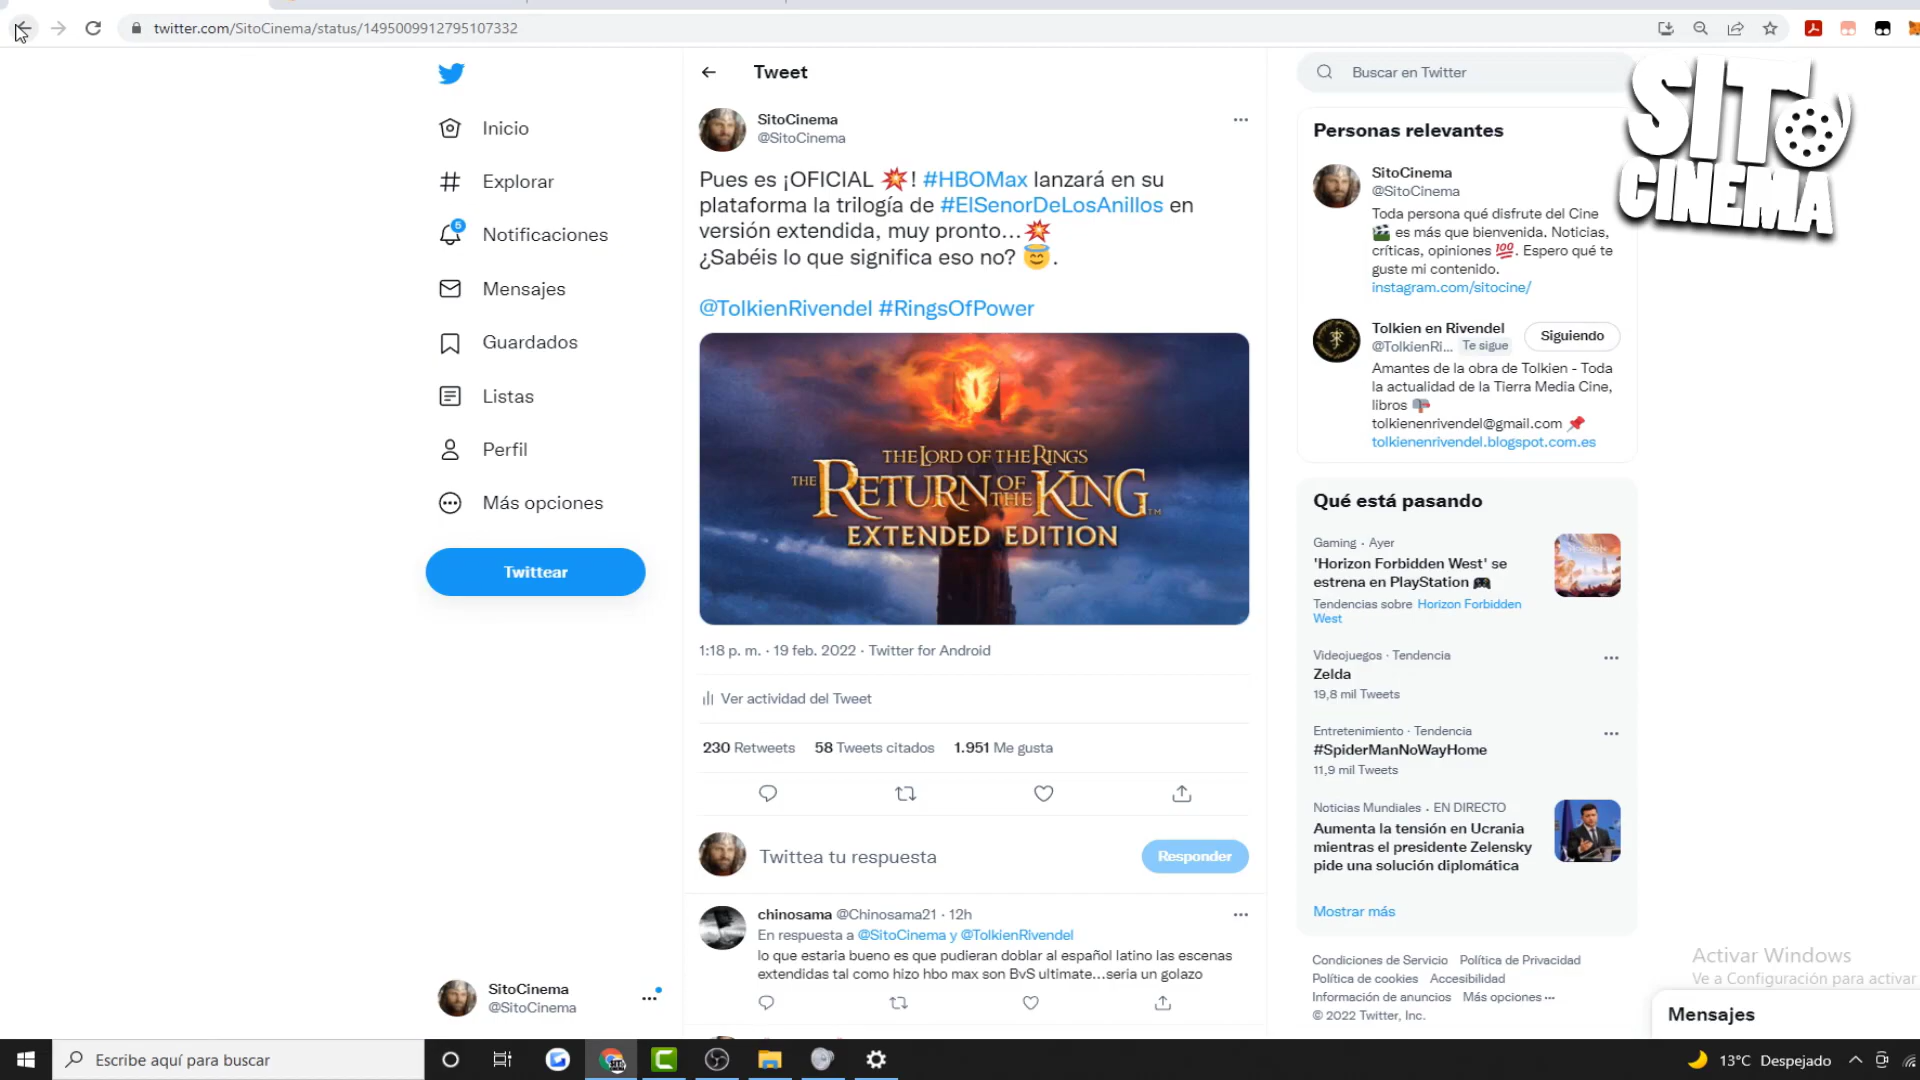 twitter.com/SitoCinema/status/1495009912795107332
Inicio
Explorar
5
Notificaciones
Mensajes
Guardados
Listas
Perfil
Más opciones
Twittear
SitoCinema
@SitoCinema
Tweet
SitoCinema
@SitoCinema
Pues es ¡OFICIAL 💥! #HBOMax lanzará en su
plataforma la trilogía de #ElSenorDeLosAnillos en
versión extendida, muy pronto...💥
¿Sabéis lo que significa eso no? 😇.
@TolkienRivendel #RingsOfPower
THE LORD OF THE RINGS
THE RETURN OF THE KING™
EXTENDED EDITION
1:18 p. m. · 19 feb. 2022 · Twitter for Android
Ver actividad del Tweet
230 Retweets 58 Tweets citados 1.951 Me gusta
Twittea tu respuesta
Responder
chinosama @Chinosama21 · 12h
En respuesta a @SitoCinema y @TolkienRivendel
lo que estaria bueno es que pudieran doblar al español latino las escenas
extendidas tal como hizo hbo max son BvS ultimate...seria un golazo
Buscar en Twitter
SITO
CINEMA
Personas relevantes
SitoCinema
@SitoCinema
Toda persona qué disfrute del Cine
🎬 es más que bienvenida. Noticias,
críticas, opiniones 💯. Espero qué te
guste mi contenido.
instagram.com/sitocine/
Tolkien en Rivendel
@TolkienRi... Te sigue
Siguiendo
Amantes de la obra de Tolkien - Toda
la actualidad de la Tierra Media Cine,
libros 📭
tolkienenrivendel@gmail.com 📌
tolkienenrivendel.blogspot.com.es
Qué está pasando
Gaming · Ayer
'Horizon Forbidden West' se
estrena en PlayStation 🎮
Tendencias sobre Horizon Forbidden
West
Videojuegos · Tendencia
Zelda
19,8 mil Tweets
Entretenimiento · Tendencia
#SpiderManNoWayHome
11,9 mil Tweets
Noticias Mundiales · EN DIRECTO
Aumenta la tensión en Ucrania
mientras el presidente Zelensky
pide una solución diplomática
Mostrar más
Condiciones de Servicio Política de Privacidad
Política de cookies Accesibilidad
Información de anuncios Más opciones ···
© 2022 Twitter, Inc.
Activar Windows
Ve a Configuración para activar
Mensajes
Escribe aquí para buscar
13°C Despejado